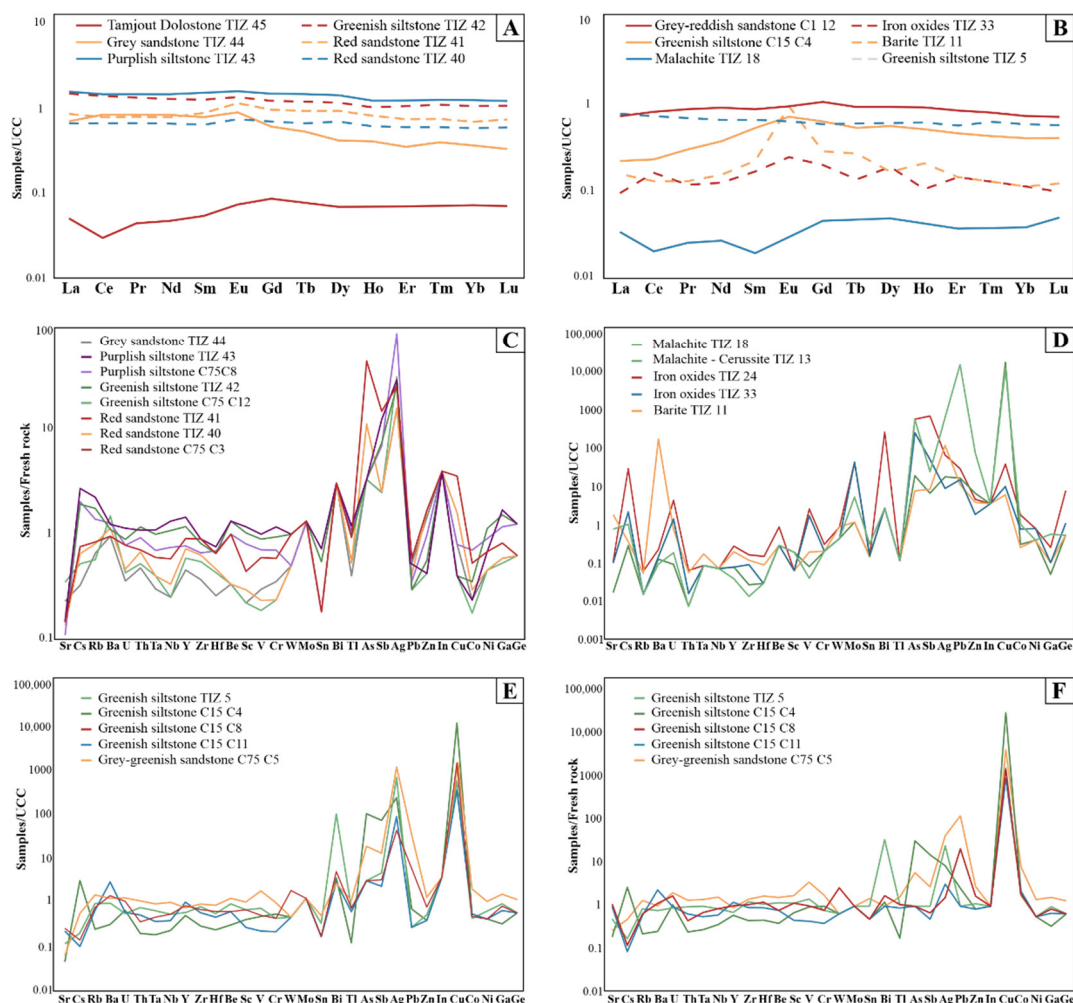 A
Tamjout Dolostone TIZ 45
Grey sandstone TIZ 44
Purplish siltstone TIZ 43
Greenish siltstone TIZ 42
Red sandstone TIZ 41
Red sandstone TIZ 40
Samples/UCC
10
1
0.1
0.01
La Ce Pr Nd Sm Eu Gd Tb Dy Ho Er Tm Yb Lu
B
Grey-reddish sandstone C1 12
Greenish siltstone C15 C4
Malachite TIZ 18
Iron oxides TIZ 33
Barite TIZ 11
Greenish siltstone TIZ 5
Samples/UCC
10
1
0.1
0.01
La Ce Pr Nd Sm Eu Gd Tb Dy Ho Er Tm Yb Lu
C
Grey sandstone TIZ 44
Purplish siltstone TIZ 43
Purplish siltstone C75C8
Greenish siltstone TIZ 42
Greenish siltstone C75 C12
Red sandstone TIZ 41
Red sandstone TIZ 40
Red sandstone C75 C3
Samples/Fresh rock
100
10
1
0.1
Sr Cs Rb Ba U Th Ta Nb Y Zr Hf Be Sc V Cr W Mo Sn Bi Tl As Sb Ag Pb Zn In Cu Co Ni Ga Ge
D
Malachite TIZ 18
Malachite - Cerussite TIZ 13
Iron oxides TIZ 24
Iron oxides TIZ 33
Barite TIZ 11
Samples/UCC
100,000
10,000
1000
100
10
1
0.1
0.01
0.001
Sr Cs Rb Ba U Th Ta Nb Y Zr Hf Be Sc V Cr W Mo Sn Bi Tl As Sb Ag Pb Zn In Cu Co Ni Ga Ge
E
Greenish siltstone TIZ 5
Greenish siltstone C15 C4
Greenish siltstone C15 C8
Greenish siltstone C15 C11
Grey-greenish sandstone C75 C5
Samples/UCC
100,000
10,000
1000
100
10
1
0.1
0.01
Sr Cs Rb Ba U Th Ta Nb Y Zr Hf Be Sc V Cr W Mo Sn Bi Tl As Sb Ag Pb Zn In Cu Co Ni Ga Ge
F
Greenish siltstone TIZ 5
Greenish siltstone C15 C4
Greenish siltstone C15 C8
Greenish siltstone C15 C11
Grey-greenish sandstone C75 C5
Samples/Fresh rock
100,000
10,000
1000
100
10
1
0.1
0.01
Sr Cs Rb Ba U Th Ta Nb Y Zr Hf Be Sc V Cr W Mo Sn Bi Tl As Sb Ag Pb Zn In Cu Co Ni Ga Ge